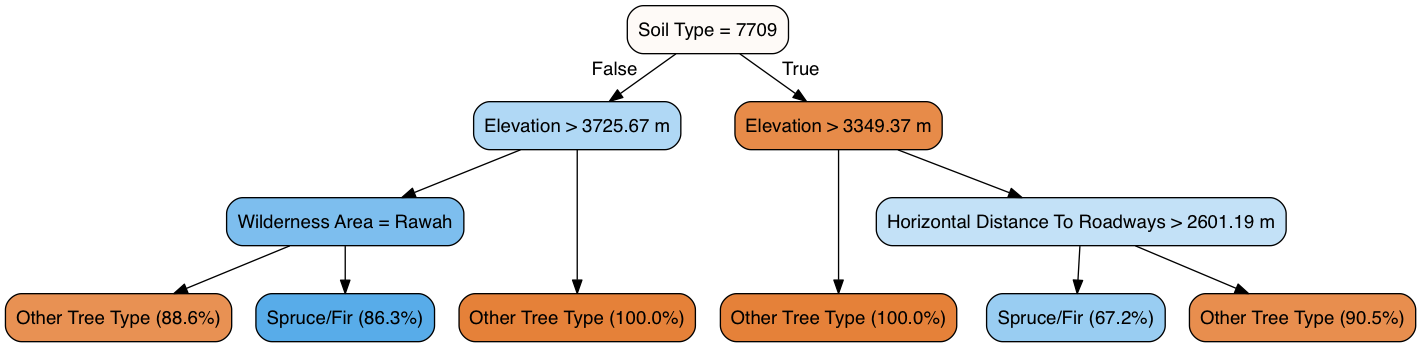 Soil Type = 7709
False
True
Elevation > 3725.67 m
Elevation > 3349.37 m
Wilderness Area = Rawah
Horizontal Distance To Roadways > 2601.19 m
Other Tree Type (88.6%)
Spruce/Fir (86.3%)
Other Tree Type (100.0%)
Other Tree Type (100.0%)
Spruce/Fir (67.2%)
Other Tree Type (90.5%)